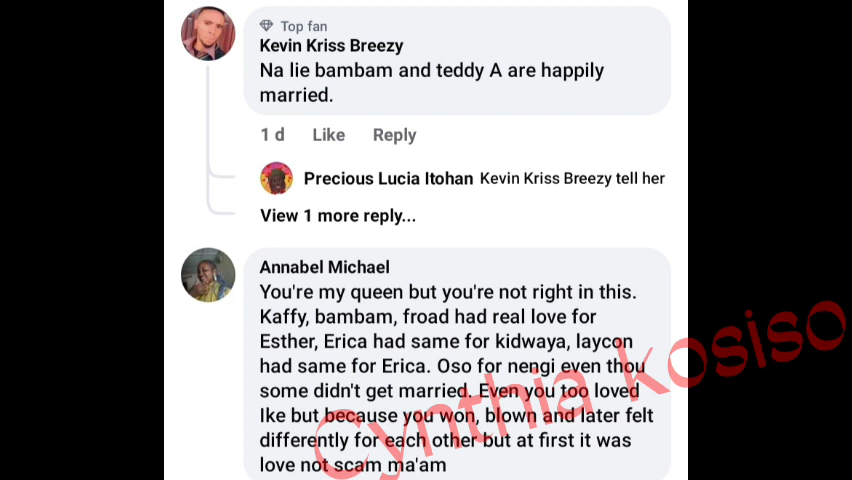 Top fan
Kevin Kriss Breezy
Na lie bambam and teddy A are happily
married.
1 d Like Reply
Precious Lucia Itohan Kevin Kriss Breezy tell her
View 1 more reply...
Annabel Michael
You're my queen but you're not right in this.
Kaffy, bambam, froad had real love for
Esther, Erica had same for kidwaya, laycon
had same for Erica. Oso for nengi even thou
some didn't get married. Even you too loved
Ike but because you won, blown and later felt
differently for each other but at first it was
love not scam ma'am
Cynthia kosiso